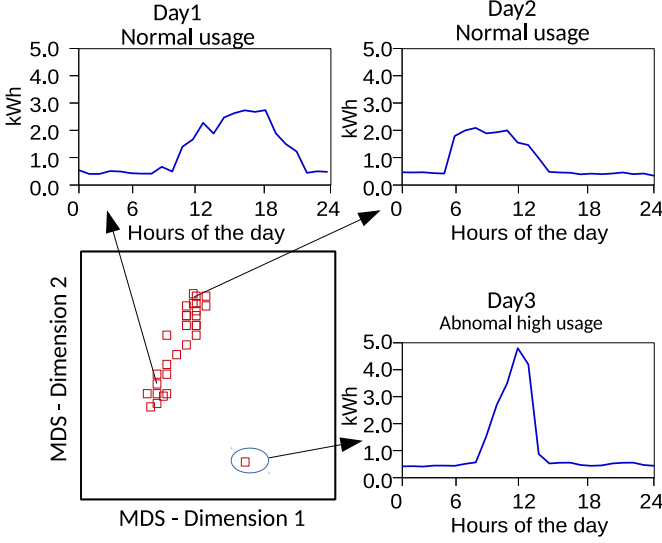 Day1
Normal usage
5.0
4.0
3.0
2.0
1.0
0.0
kWh
0 6 12 18 24
Hours of the day
Day2
Normal usage
5.0
4.0
3.0
2.0
1.0
0.0
kWh
0 6 12 18 24
Hours of the day
MDS - Dimension 2
MDS - Dimension 1
Day3
Abnomal high usage
5.0
4.0
3.0
2.0
1.0
0.0
kWh
0 6 12 18 24
Hours of the day